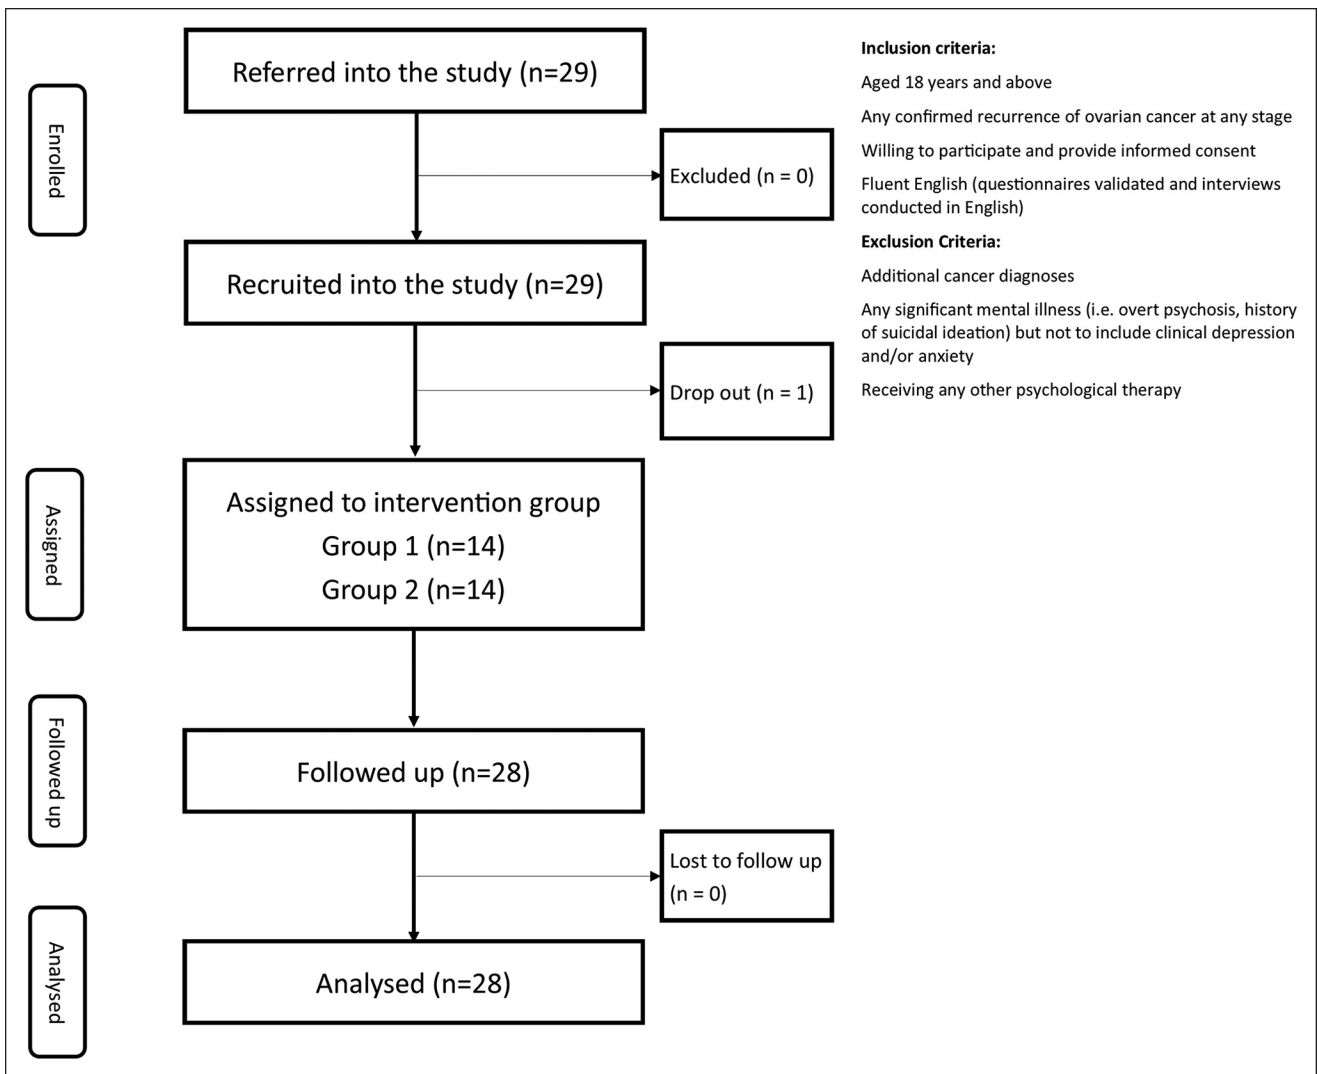 Enrolled
Referred into the study (n=29)
Excluded (n = 0)
Recruited into the study (n=29)
Drop out (n = 1)
Assigned
Assigned to intervention group
Group 1 (n=14)
Group 2 (n=14)
Followed up
Followed up (n=28)
Lost to follow up
(n = 0)
Analysed
Analysed (n=28)
Inclusion criteria:
Aged 18 years and above
Any confirmed recurrence of ovarian cancer at any stage
Willing to participate and provide informed consent
Fluent English (questionnaires validated and interviews
conducted in English)
Exclusion Criteria:
Additional cancer diagnoses
Any significant mental illness (i.e. overt psychosis, history
of suicidal ideation) but not to include clinical depression
and/or anxiety
Receiving any other psychological therapy